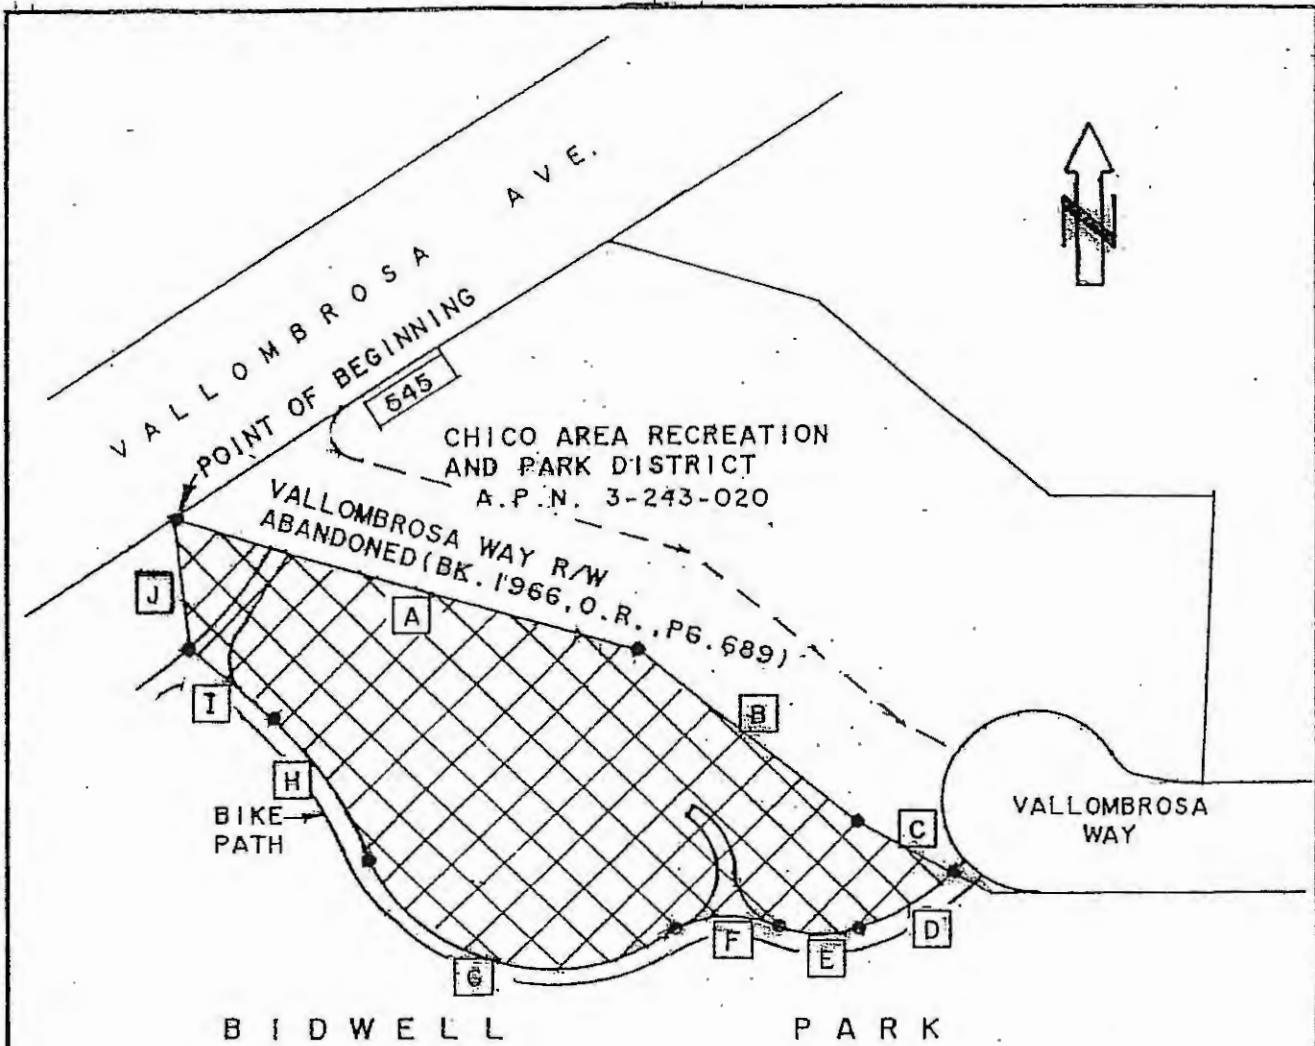 VALLOMBROSA AVE.
N
POINT OF BEGINNING
545
CHICO AREA RECREATION
AND PARK DISTRICT
A.P.N. 3-243-020
VALLOMBROSA WAY R/W
ABANDONED (BK. 1966, O.R., PG. 689)
J
A
I
B
H
BIKE
PATH
C
VALLOMBROSA
WAY
D
F
E
G
BIDWELL PARK